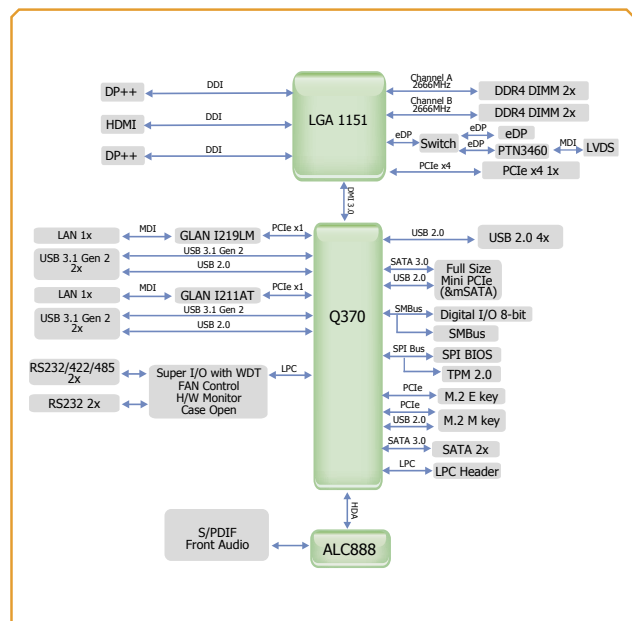 DP++
DDI
HDMI
DDI
DP++
DDI
LGA 1151
Channel A
2666MHz
DDR4 DIMM 2x
Channel B
2666MHz
DDR4 DIMM 2x
eDP
Switch
eDP
eDP
eDP
PTN3460
MDI
LVDS
PCIe x4
PCIe x4 1x
DMI 3.0
LAN 1x
MDI
GLAN I219LM
PCIe x1
USB 3.1 Gen 2
2x
USB 3.1 Gen 2
USB 2.0
LAN 1x
MDI
GLAN I211AT
PCIe x1
USB 3.1 Gen 2
2x
USB 3.1 Gen 2
USB 2.0
RS232/422/485
2x
RS232 2x
Super I/O with WDT
FAN Control
H/W Monitor
Case Open
LPC
Q370
USB 2.0
USB 2.0 4x
SATA 3.0
USB 2.0
Full Size
Mini PCIe
(&mSATA)
SMBus
Digital I/O 8-bit
SMBus
SPI Bus
SPI BIOS
TPM 2.0
PCIe
M.2 E key
PCIe
USB 2.0
M.2 M key
SATA 3.0
SATA 2x
LPC
LPC Header
HDA
S/PDIF
Front Audio
ALC888